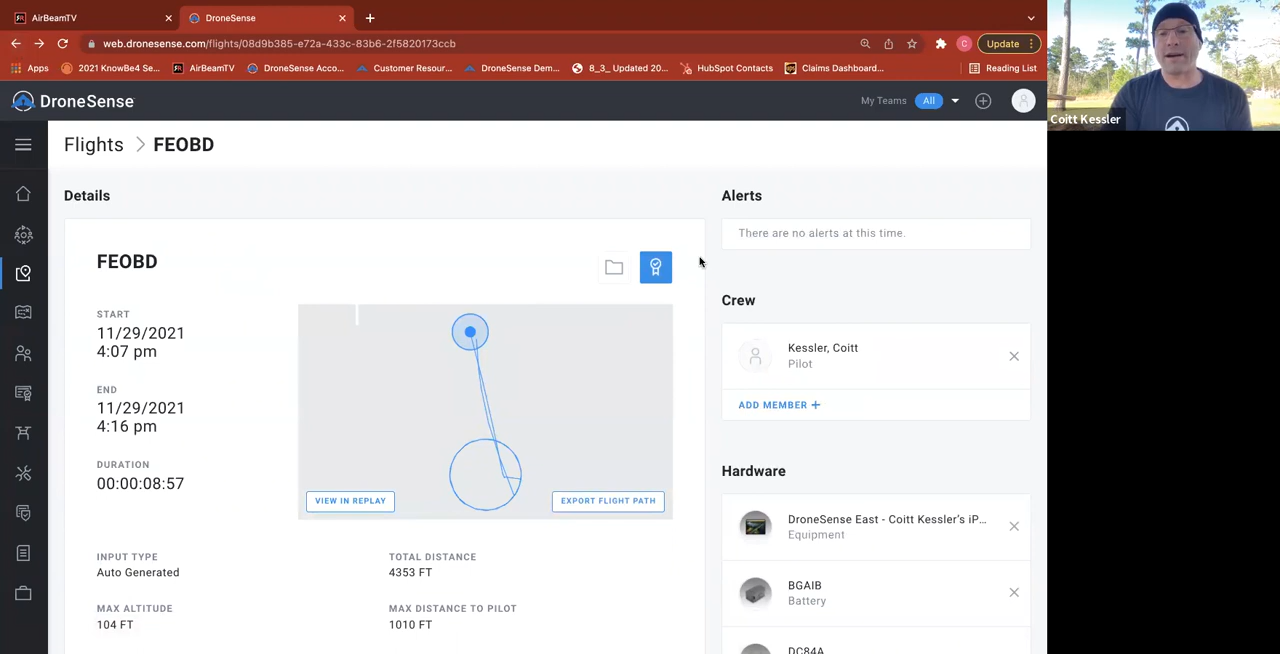 AirBeamTV
DroneSense
web.dronesense.com/flights/08d9b385-e72a-433c-83b6-2f5820173ccb
C
Update
Apps
2021 KnowBe4 Se...
AirBeamTV
DroneSense Acco...
Customer Resour...
DroneSense Dem...
8_3_ Updated 20...
HubSpot Contacts
Claims Dashboard...
Reading List
Coitt Kessler
DroneSense
My Teams
All
Flights > FEOBD
Details
FEOBD
START
11/29/2021
4:07 pm
END
11/29/2021
4:16 pm
DURATION
00:00:08:57
VIEW IN REPLAY
EXPORT FLIGHT PATH
INPUT TYPE
Auto Generated
TOTAL DISTANCE
4353 FT
MAX ALTITUDE
104 FT
MAX DISTANCE TO PILOT
1010 FT
Alerts
There are no alerts at this time.
Crew
Kessler, Coitt
Pilot
ADD MEMBER +
Hardware
DroneSense East - Coitt Kessler's iP...
Equipment
BGAIB
Battery
DC84A